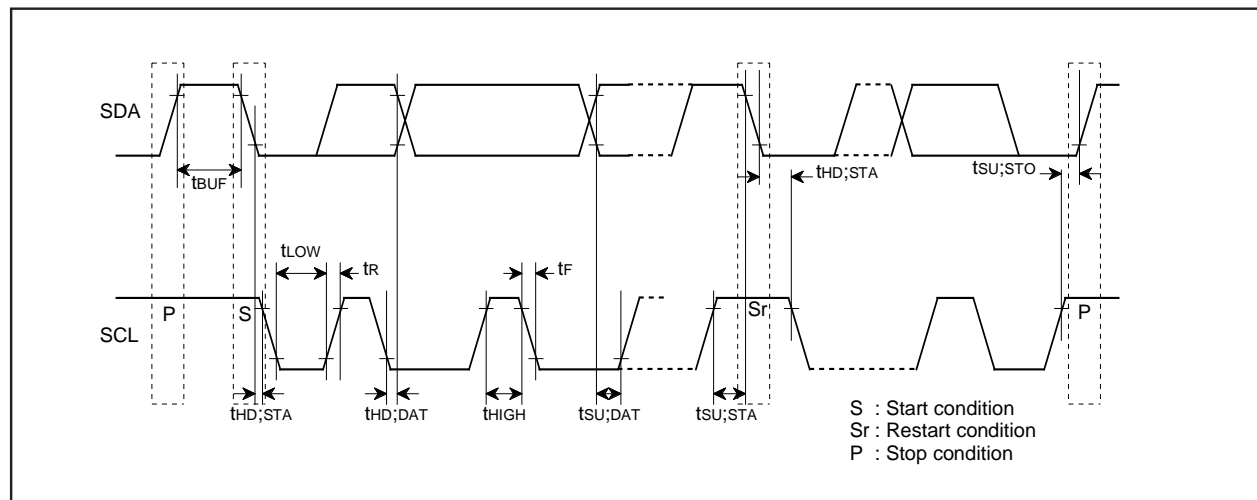 SDA
tBUF
tHD;STA
tSU;STO
tLOW
tR
tF
P
S
Sr
P
SCL
tHD;STA
tHD;DAT
tHIGH
tSU;DAT
tSU;STA
S : Start condition
Sr : Restart condition
P : Stop condition